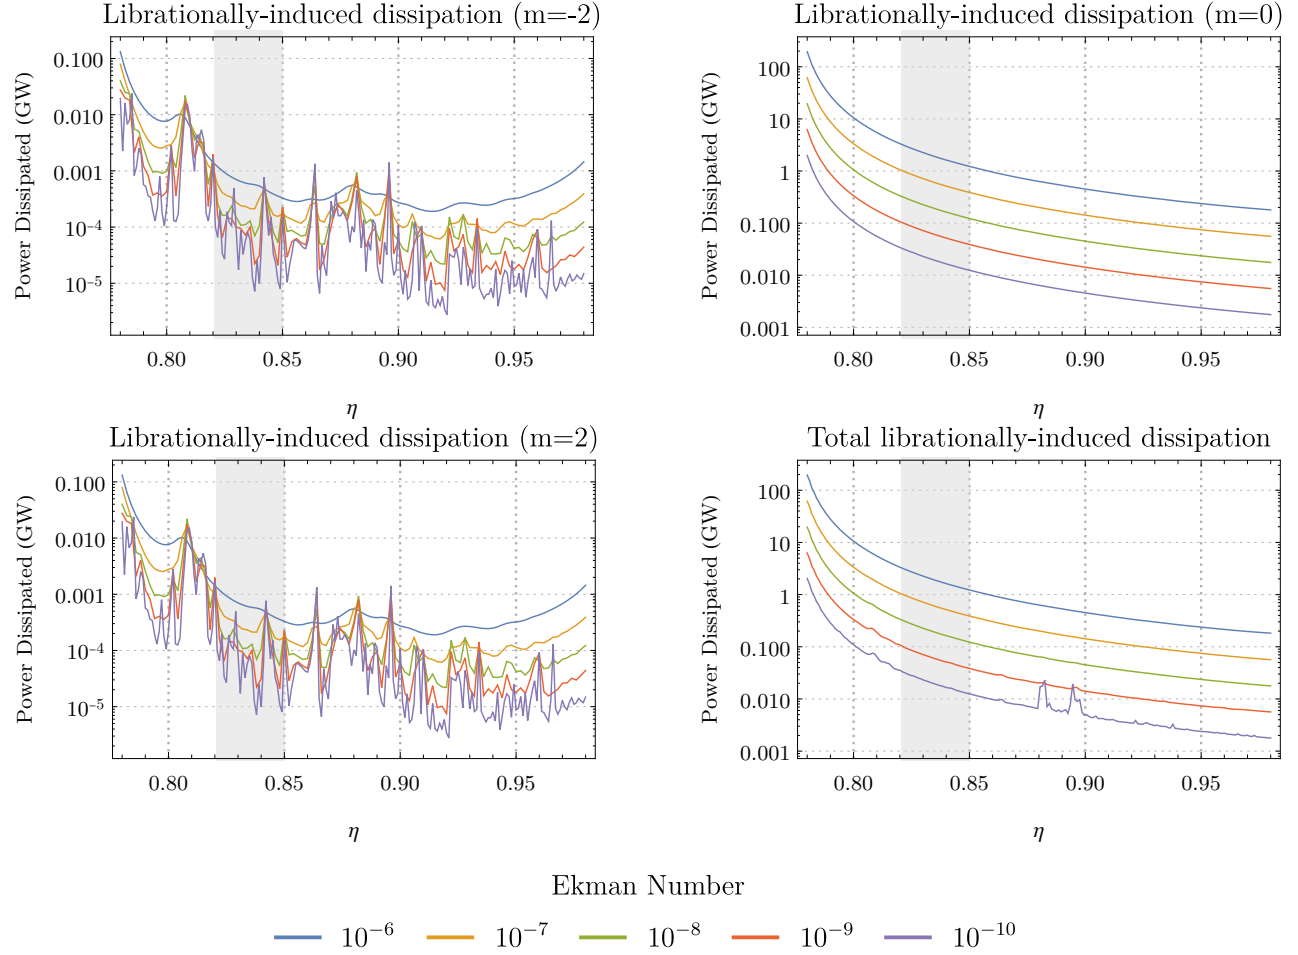 Librationally-induced dissipation (m=-2)
Power Dissipated (GW)
0.100
0.010
0.001
10⁻⁴
10⁻⁵
0.80 0.85 0.90 0.95
η
Librationally-induced dissipation (m=0)
Power Dissipated (GW)
100
10
1
0.100
0.010
0.001
0.80 0.85 0.90 0.95
η
Librationally-induced dissipation (m=2)
Power Dissipated (GW)
0.100
0.010
0.001
10⁻⁴
10⁻⁵
0.80 0.85 0.90 0.95
η
Total librationally-induced dissipation
Power Dissipated (GW)
100
10
1
0.100
0.010
0.001
0.80 0.85 0.90 0.95
η
Ekman Number
10⁻⁶ 10⁻⁷ 10⁻⁸ 10⁻⁹ 10⁻¹⁰